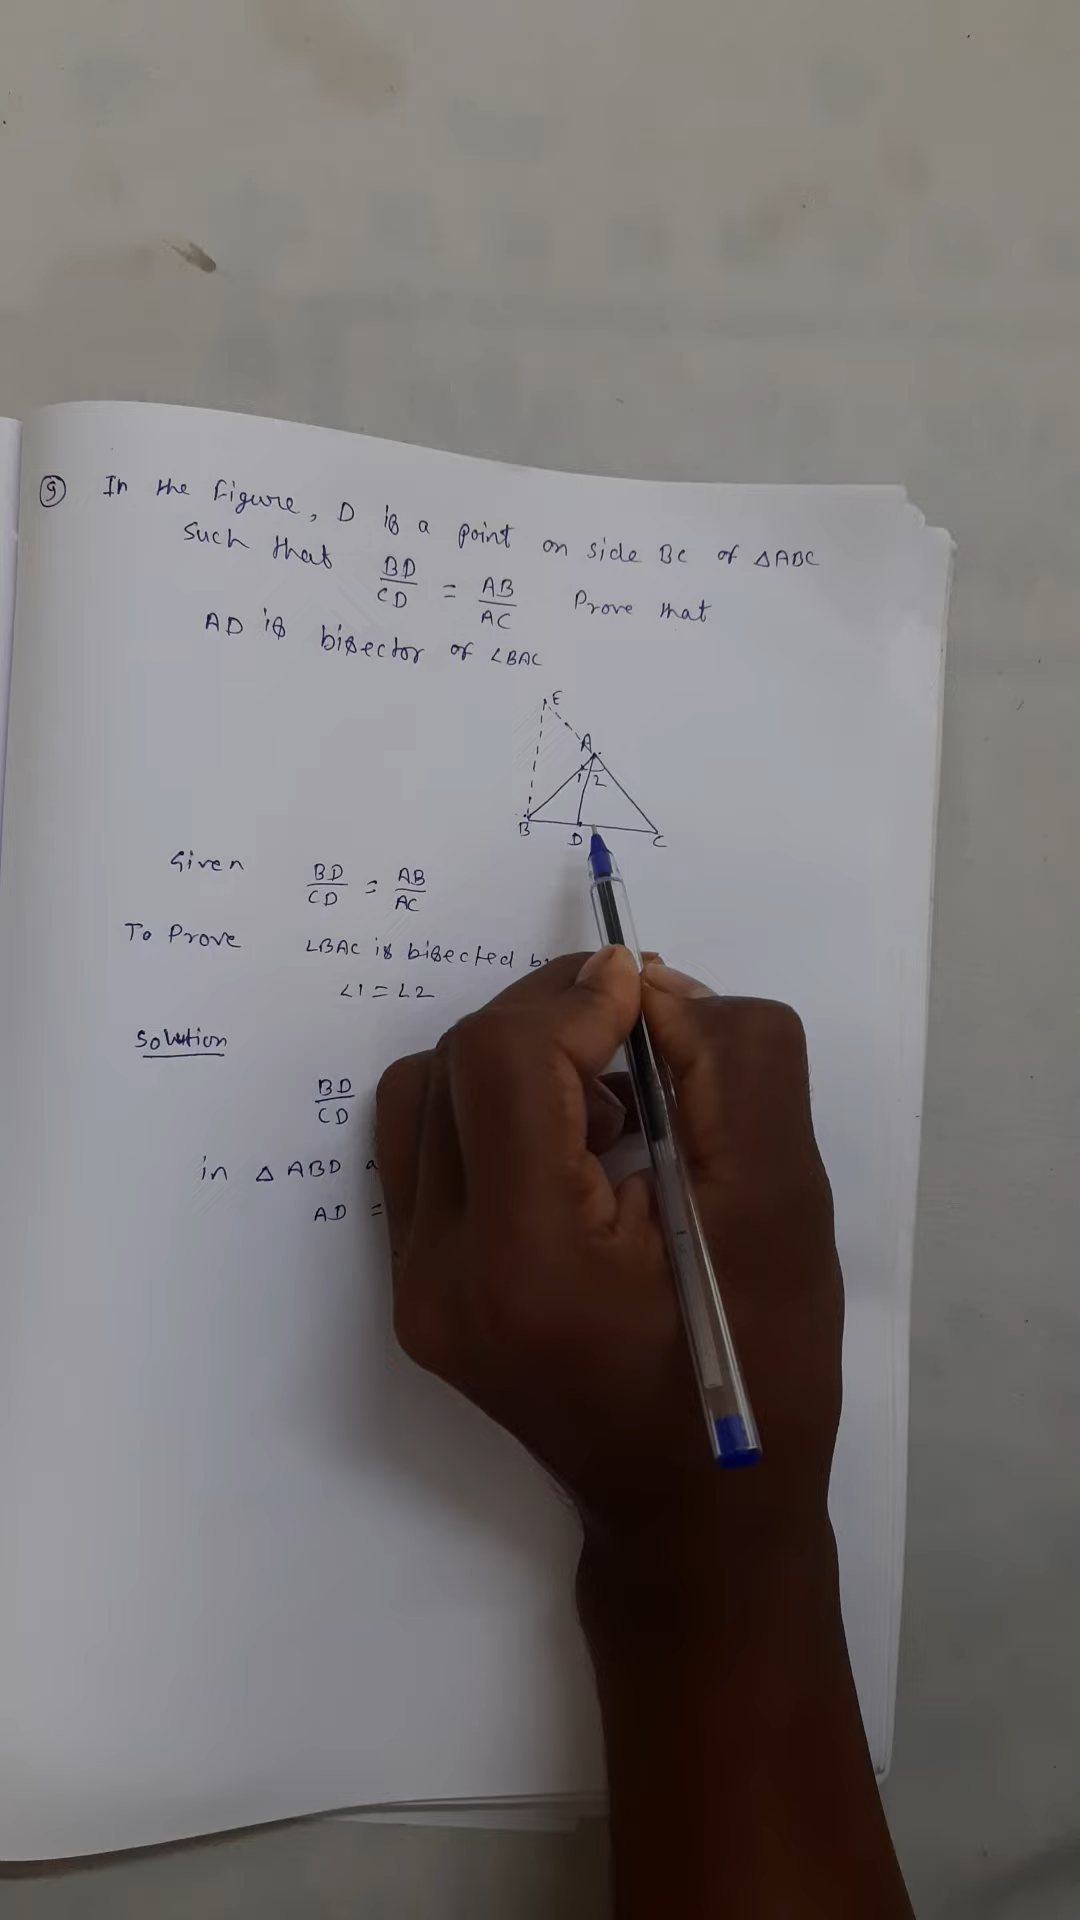 9 In the figure, D is a point on side BC of △ABC
such that BD/CD = AB/AC Prove that
AD is bisector of ∠BAC
E
A
1 2
B D C
Given BD/CD = AB/AC
To Prove ∠BAC is bisected
∠1 = ∠2
Solution
BD/CD
in △ ABD
AD =